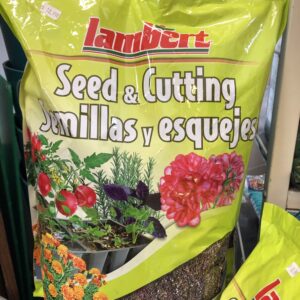 lambert
Seed & Cutting
Semillas y esquejes